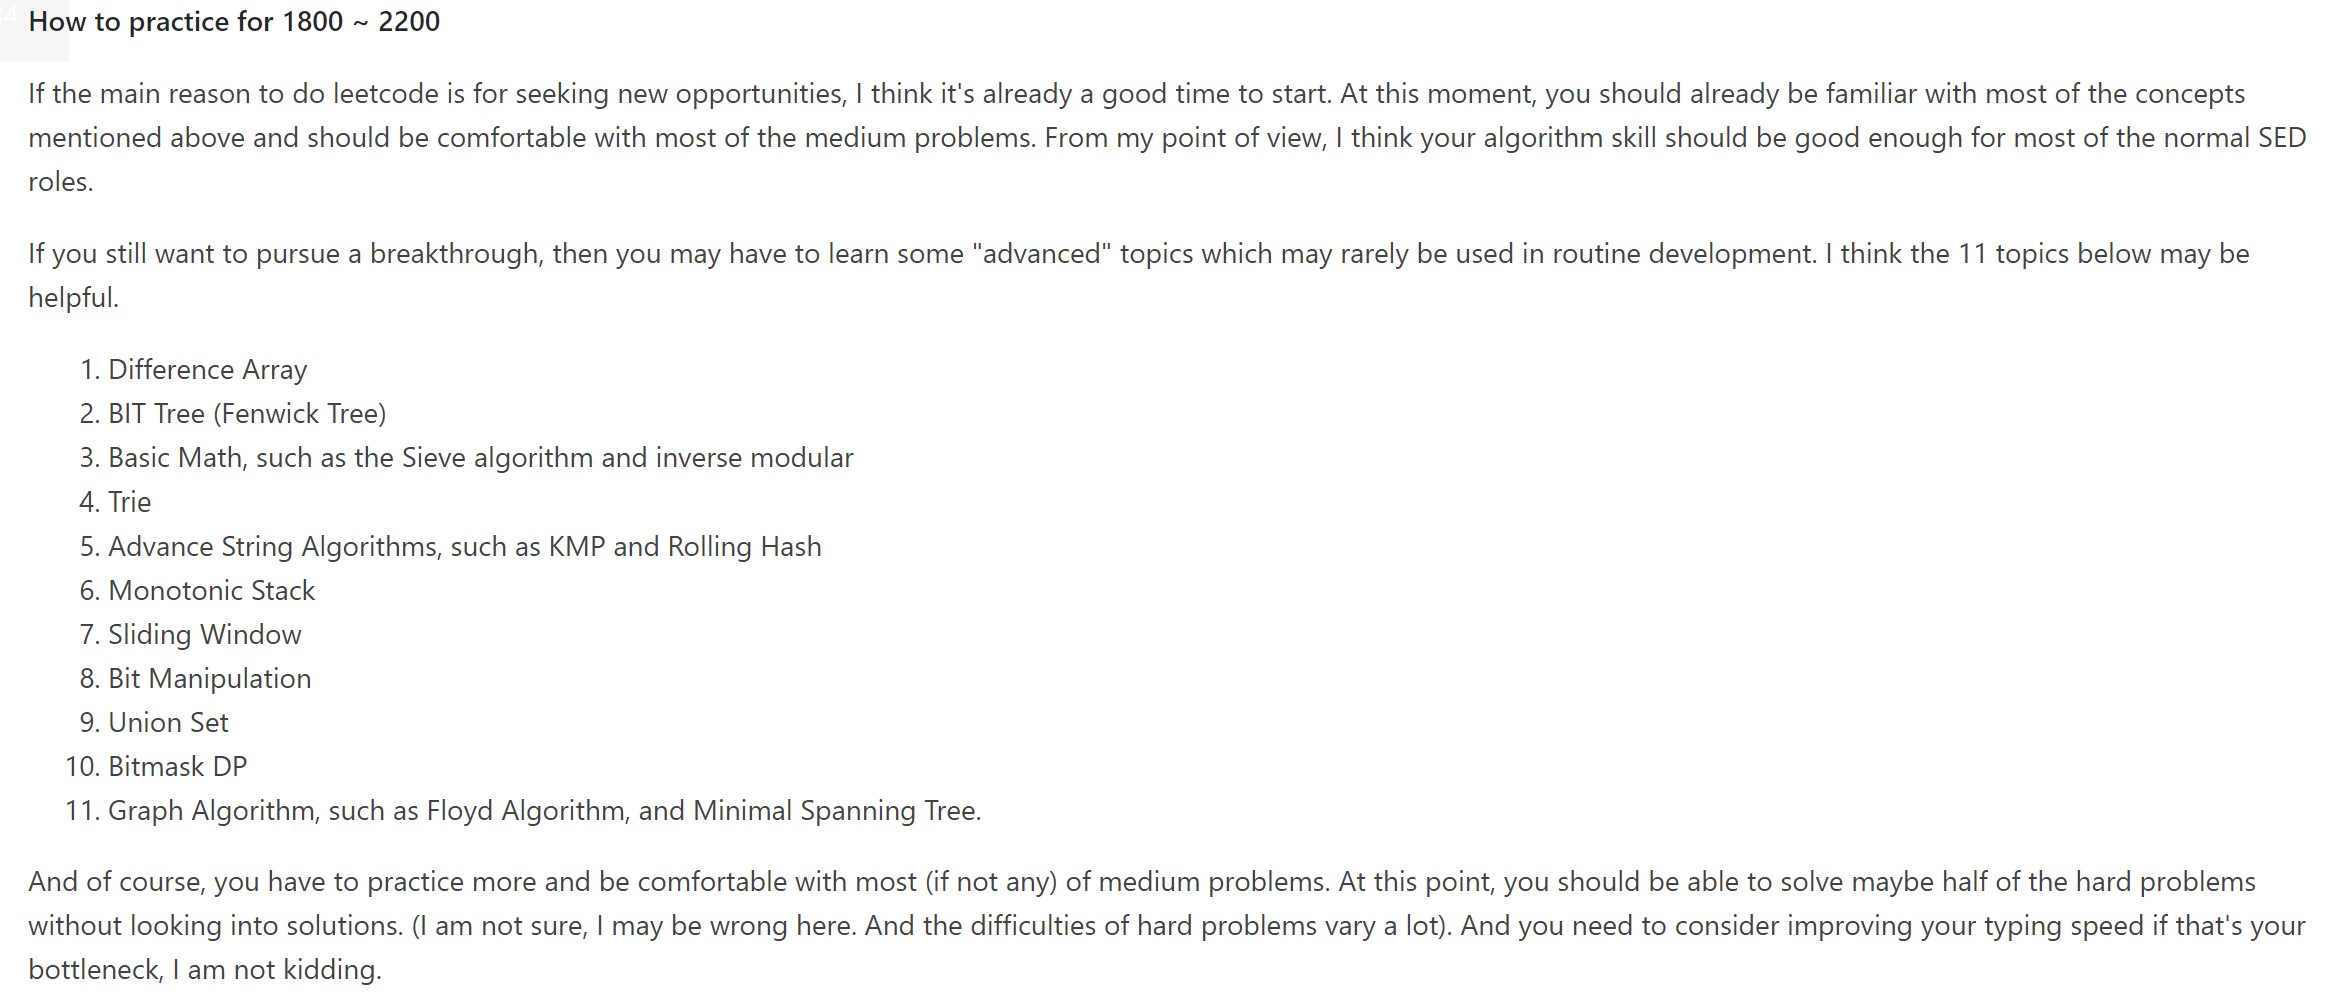 How to practice for 1800 ~ 2200
If the main reason to do leetcode is for seeking new opportunities, I think it's already a good time to start. At this moment, you should already be familiar with most of the concepts
mentioned above and should be comfortable with most of the medium problems. From my point of view, I think your algorithm skill should be good enough for most of the normal SED
roles.
If you still want to pursue a breakthrough, then you may have to learn some "advanced" topics which may rarely be used in routine development. I think the 11 topics below may be
helpful.
1. Difference Array
2. BIT Tree (Fenwick Tree)
3. Basic Math, such as the Sieve algorithm and inverse modular
4. Trie
5. Advance String Algorithms, such as KMP and Rolling Hash
6. Monotonic Stack
7. Sliding Window
8. Bit Manipulation
9. Union Set
10. Bitmask DP
11. Graph Algorithm, such as Floyd Algorithm, and Minimal Spanning Tree.
And of course, you have to practice more and be comfortable with most (if not any) of medium problems. At this point, you should be able to solve maybe half of the hard problems
without looking into solutions. (I am not sure, I may be wrong here. And the difficulties of hard problems vary a lot). And you need to consider improving your typing speed if that's your
bottleneck, I am not kidding.